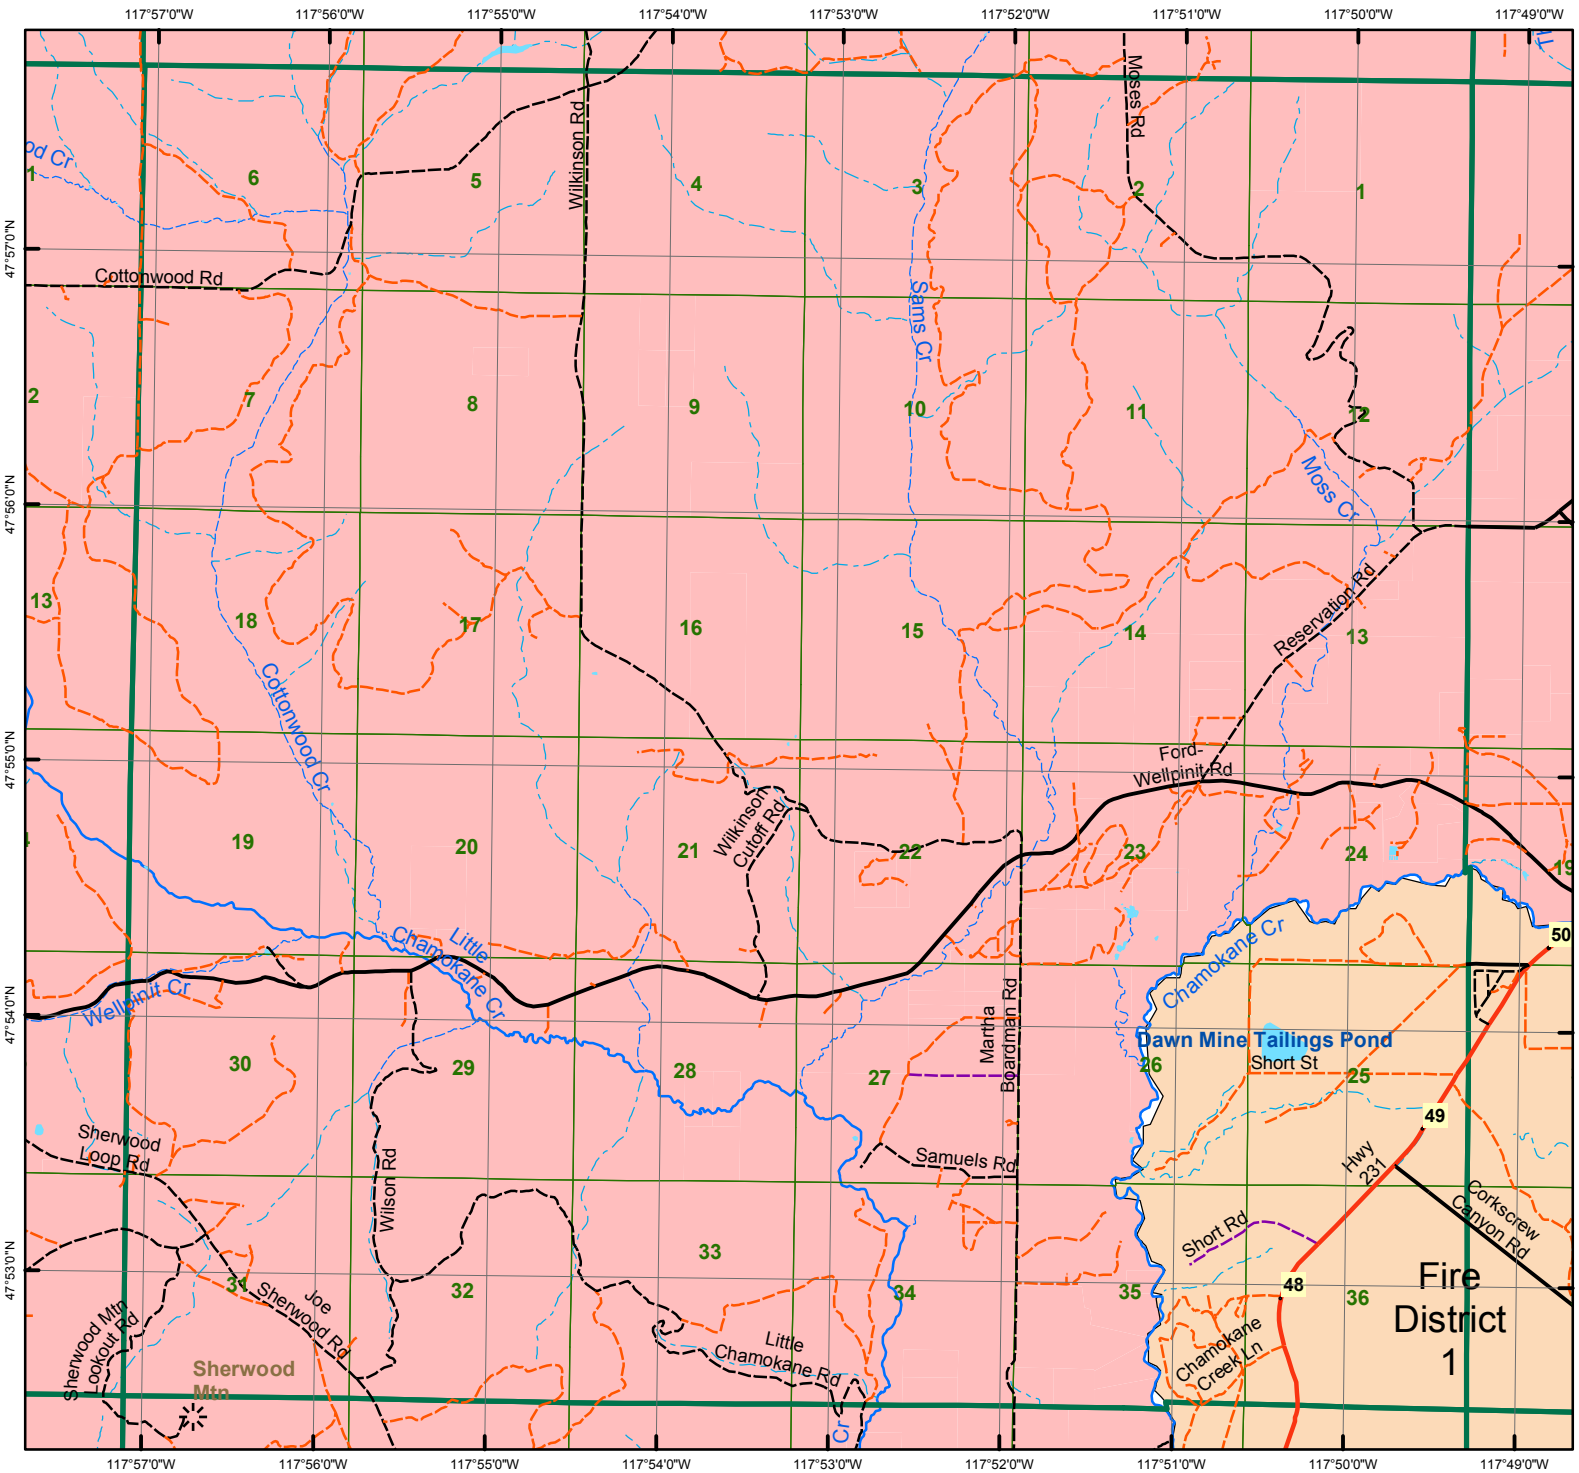 117°57'0"W 117°56'0"W 117°55'0"W 117°54'0"W 117°53'0"W 117°52'0"W 117°51'0"W 117°50'0"W 117°49'0"W
Moses Rd
Wilkinson Rd
od Cr
1
6
5
4
3
2
1
47°57'0"N
Cottonwood Rd
Sams Cr
2
7
8
9
10
11
12
Moss Cr
47°56'0"N
13
18
17
16
15
14
13
Reservation Rd
Cottonwood Cr
47°55'0"N
Ford-
Wellpinit Rd
Wilkinson
Cutoff Rd
19
20
21
22
23
24
19
Little
Chamokane Cr
Chamokane Cr
50
Wellpinit Cr
47°54'0"N
Martha
Boardman Rd
Dawn Mine Tailings Pond
Short St
30
29
28
27
26
25
49
Sherwood
Loop Rd
Wilson Rd
Samuels Rd
Hwy
231
Corkscrew
Canyon Rd
Short Rd
47°53'0"N
31
32
33
34
35
36
48
Fire
District
1
Joe
Sherwood Rd
Sherwood Mtn
Lookout Rd
Sherwood
Mtn
Little
Chamokane Rd
Chamokane
Creek Ln
Cr
117°57'0"W 117°56'0"W 117°55'0"W 117°54'0"W 117°53'0"W 117°52'0"W 117°51'0"W 117°50'0"W 117°49'0"W